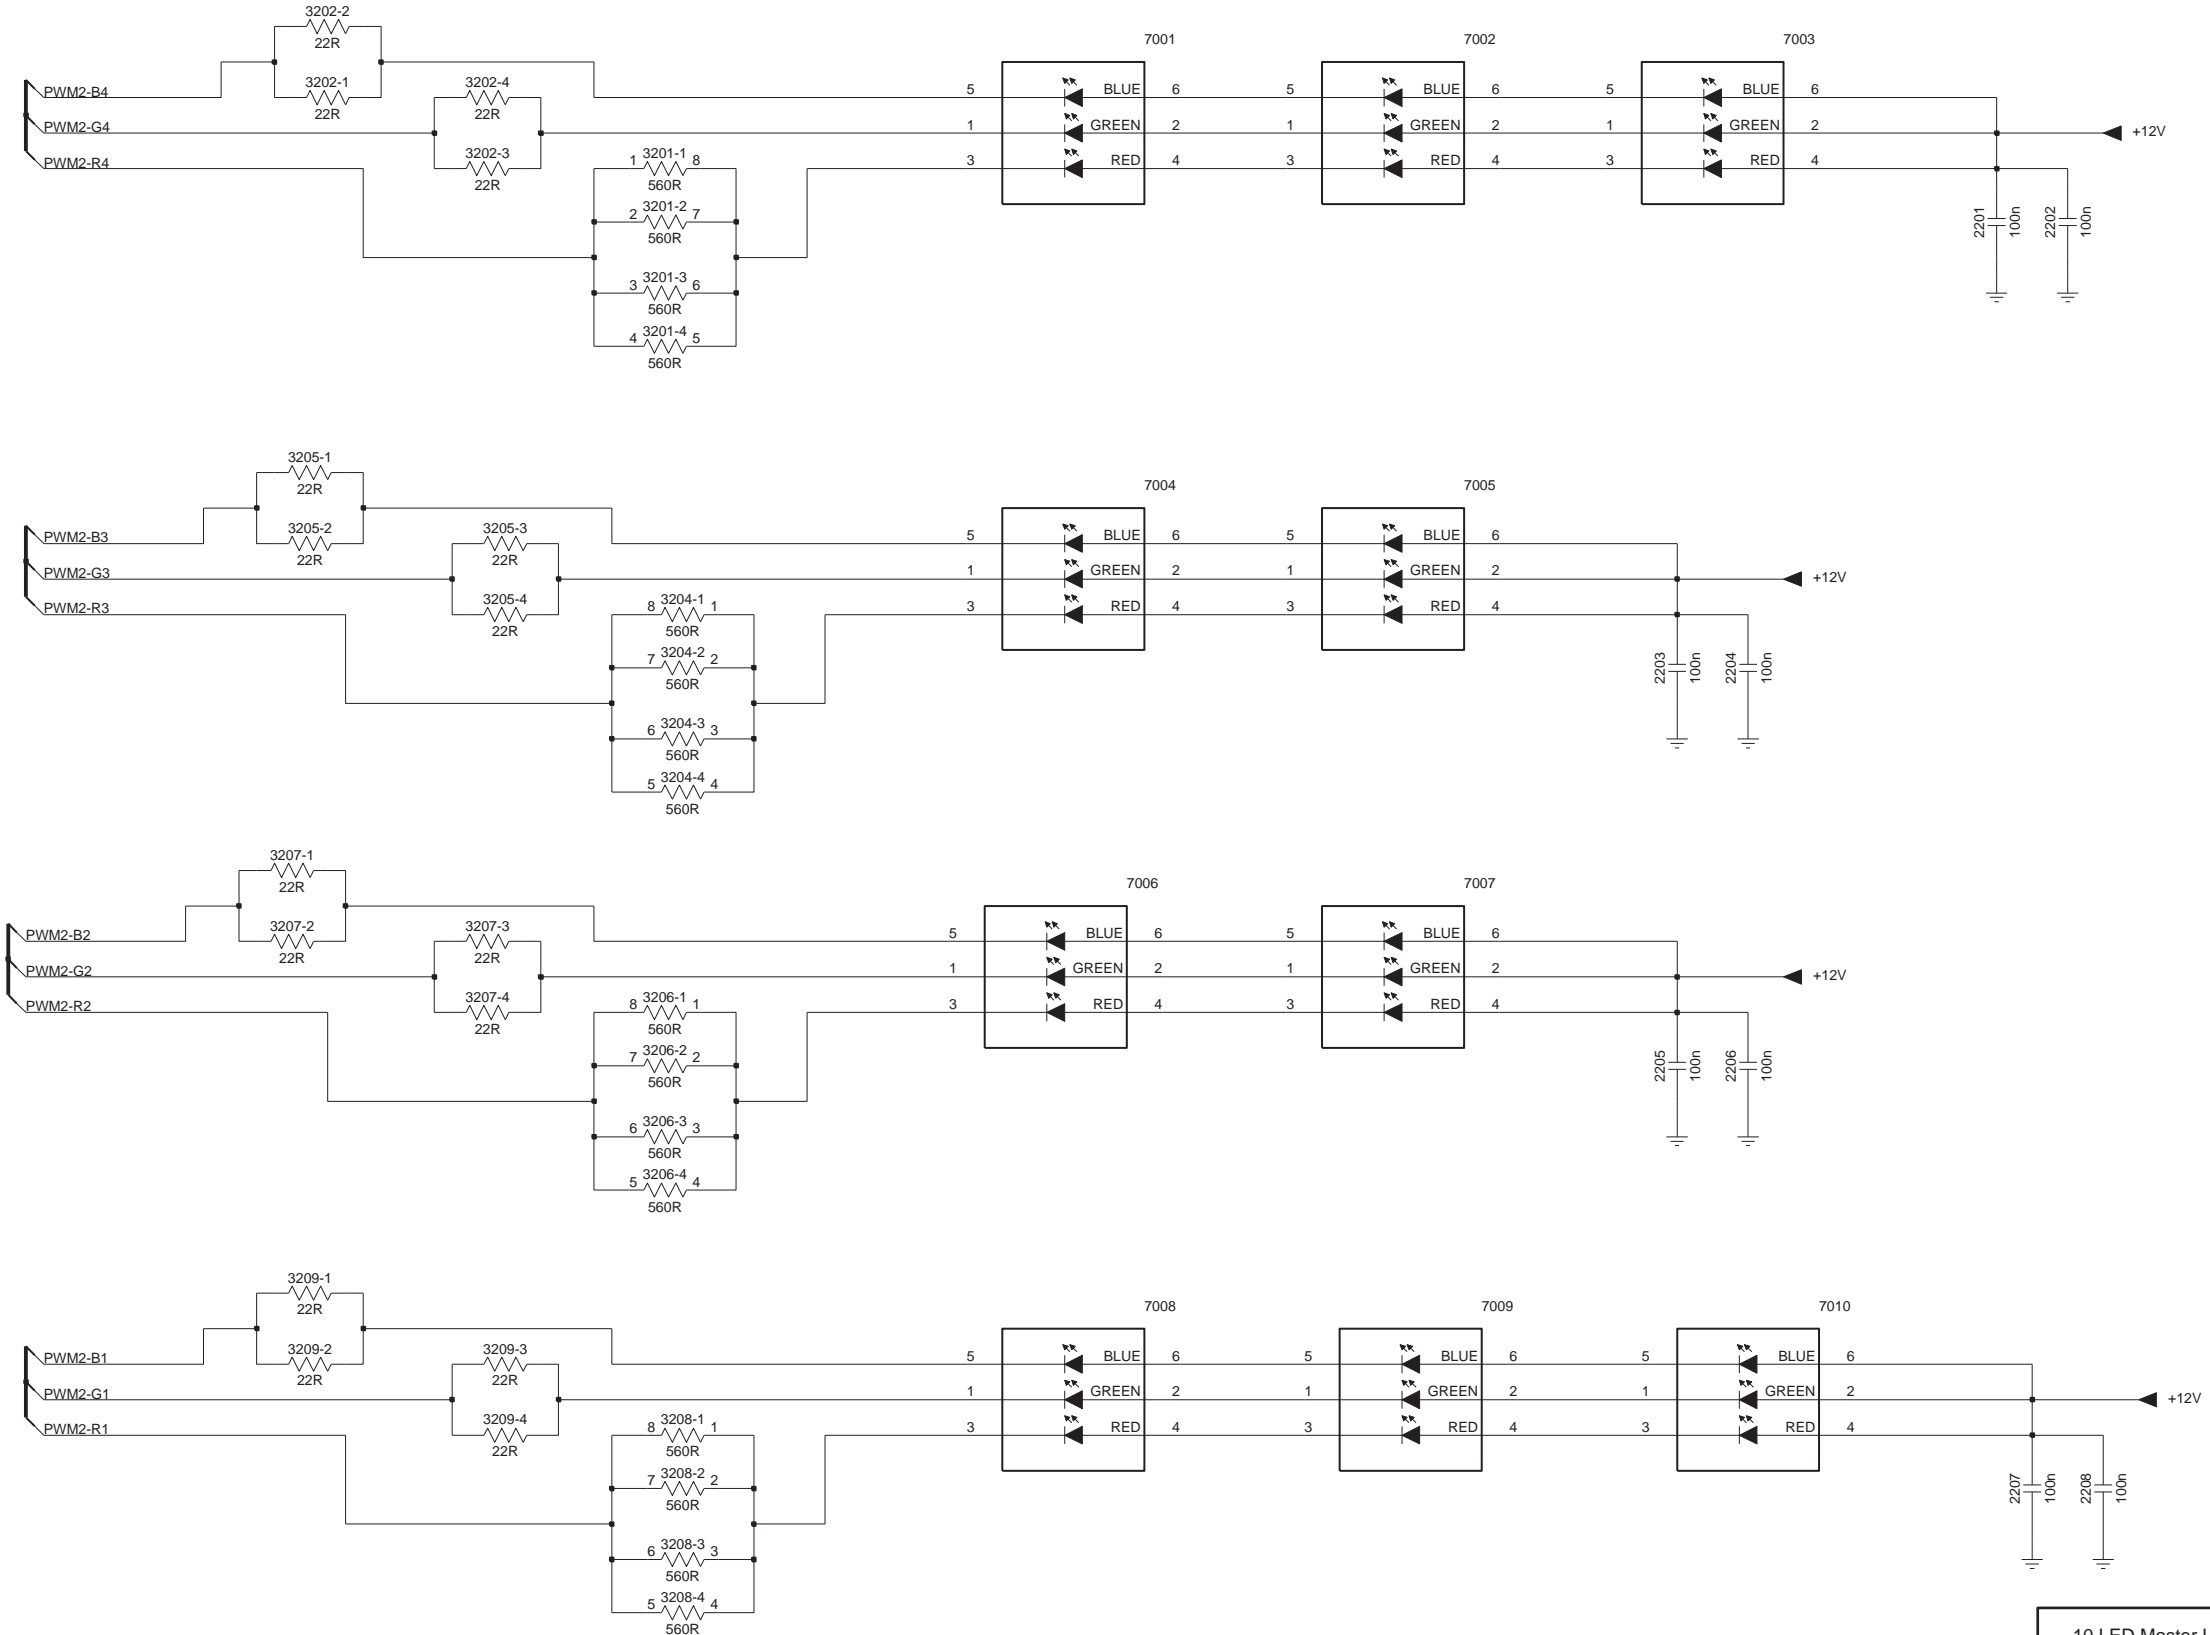 3202-2
22R
7001 7002 7003
3202-1
22R
3202-4
22R
PWM2-B4
5 BLUE 6 5 BLUE 6 5 BLUE 6
PWM2-G4
1 GREEN 2 1 GREEN 2 1 GREEN 2
+12V
3202-3
22R
PWM2-R4
3 RED 4 3 RED 4 3 RED 4
1 3201-1 8
560R
2 3201-2 7
560R
3 3201-3 6
560R
4 3201-4 5
560R
2201 100n 2202 100n
3205-1
22R
7004 7005
3205-2
22R
3205-3
22R
PWM2-B3
5 BLUE 6 5 BLUE 6
PWM2-G3
1 GREEN 2 1 GREEN 2
+12V
3205-4
22R
PWM2-R3
3 RED 4 3 RED 4
8 3204-1 1
560R
7 3204-2 2
560R
6 3204-3 3
560R
5 3204-4 4
560R
2203 100n 2204 100n
3207-1
22R
7006 7007
3207-2
22R
3207-3
22R
PWM2-B2
5 BLUE 6 5 BLUE 6
PWM2-G2
1 GREEN 2 1 GREEN 2
+12V
3207-4
22R
PWM2-R2
3 RED 4 3 RED 4
8 3206-1 1
560R
7 3206-2 2
560R
6 3206-3 3
560R
5 3206-4 4
560R
2205 100n 2206 100n
3209-1
22R
7008 7009 7010
3209-2
22R
3209-3
22R
PWM2-B1
5 BLUE 6 5 BLUE 6 5 BLUE 6
PWM2-G1
1 GREEN 2 1 GREEN 2 1 GREEN 2
+12V
3209-4
22R
PWM2-R1
3 RED 4 3 RED 4 3 RED 4
8 3208-1 1
560R
7 3208-2 2
560R
6 3208-3 3
560R
5 3208-4 4
560R
2207 100n 2208 100n
10 LED Master